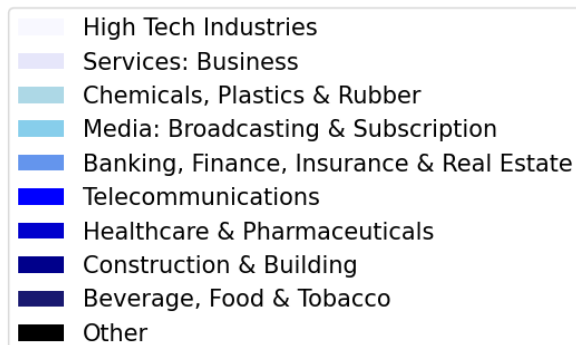 High Tech Industries
Services: Business
Chemicals, Plastics & Rubber
Media: Broadcasting & Subscription
Banking, Finance, Insurance & Real Estate
Telecommunications
Healthcare & Pharmaceuticals
Construction & Building
Beverage, Food & Tobacco
Other